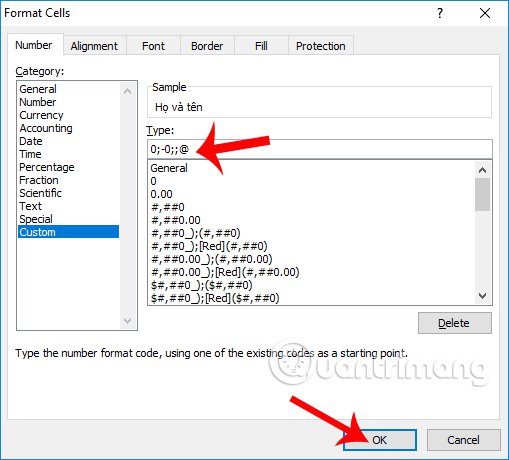 Format Cells
?
Number Alignment Font Border Fill Protection
Category:
General
Number
Currency
Accounting
Date
Time
Percentage
Fraction
Scientific
Text
Special
Custom
Sample
Họ và tên
Type:
0;-0;;@
General
0
0.00
#,##0
#,##0.00
#,##0_);(#,##0)
#,##0_);[Red](#,##0)
#,##0.00_);(#,##0.00)
#,##0.00_);[Red](#,##0.00)
$#,##0_);($#,##0)
$#,##0_);[Red]($#,##0)
Delete
Type the number format code, using one of the existing codes as a starting point.
Quantrimang
OK Cancel